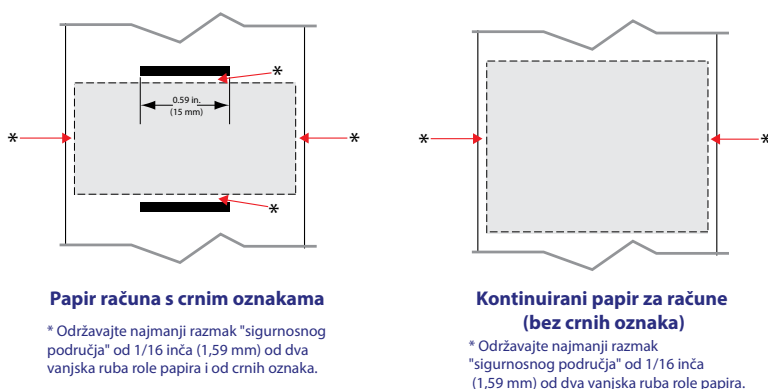 *
0.59 in.
(15 mm)
*
*
*
*
*
Papir računa s crnim oznakama
* Održavajte najmanji razmak "sigurnosnog
područja" od 1/16 inča (1,59 mm) od dva
vanjska ruba role papira i od crnih oznaka.
Kontinuirani papir za račune
(bez crnih oznaka)
* Održavajte najmanji razmak
"sigurnosnog područja" od 1/16 inča
(1,59 mm) od dva vanjska ruba role papira.